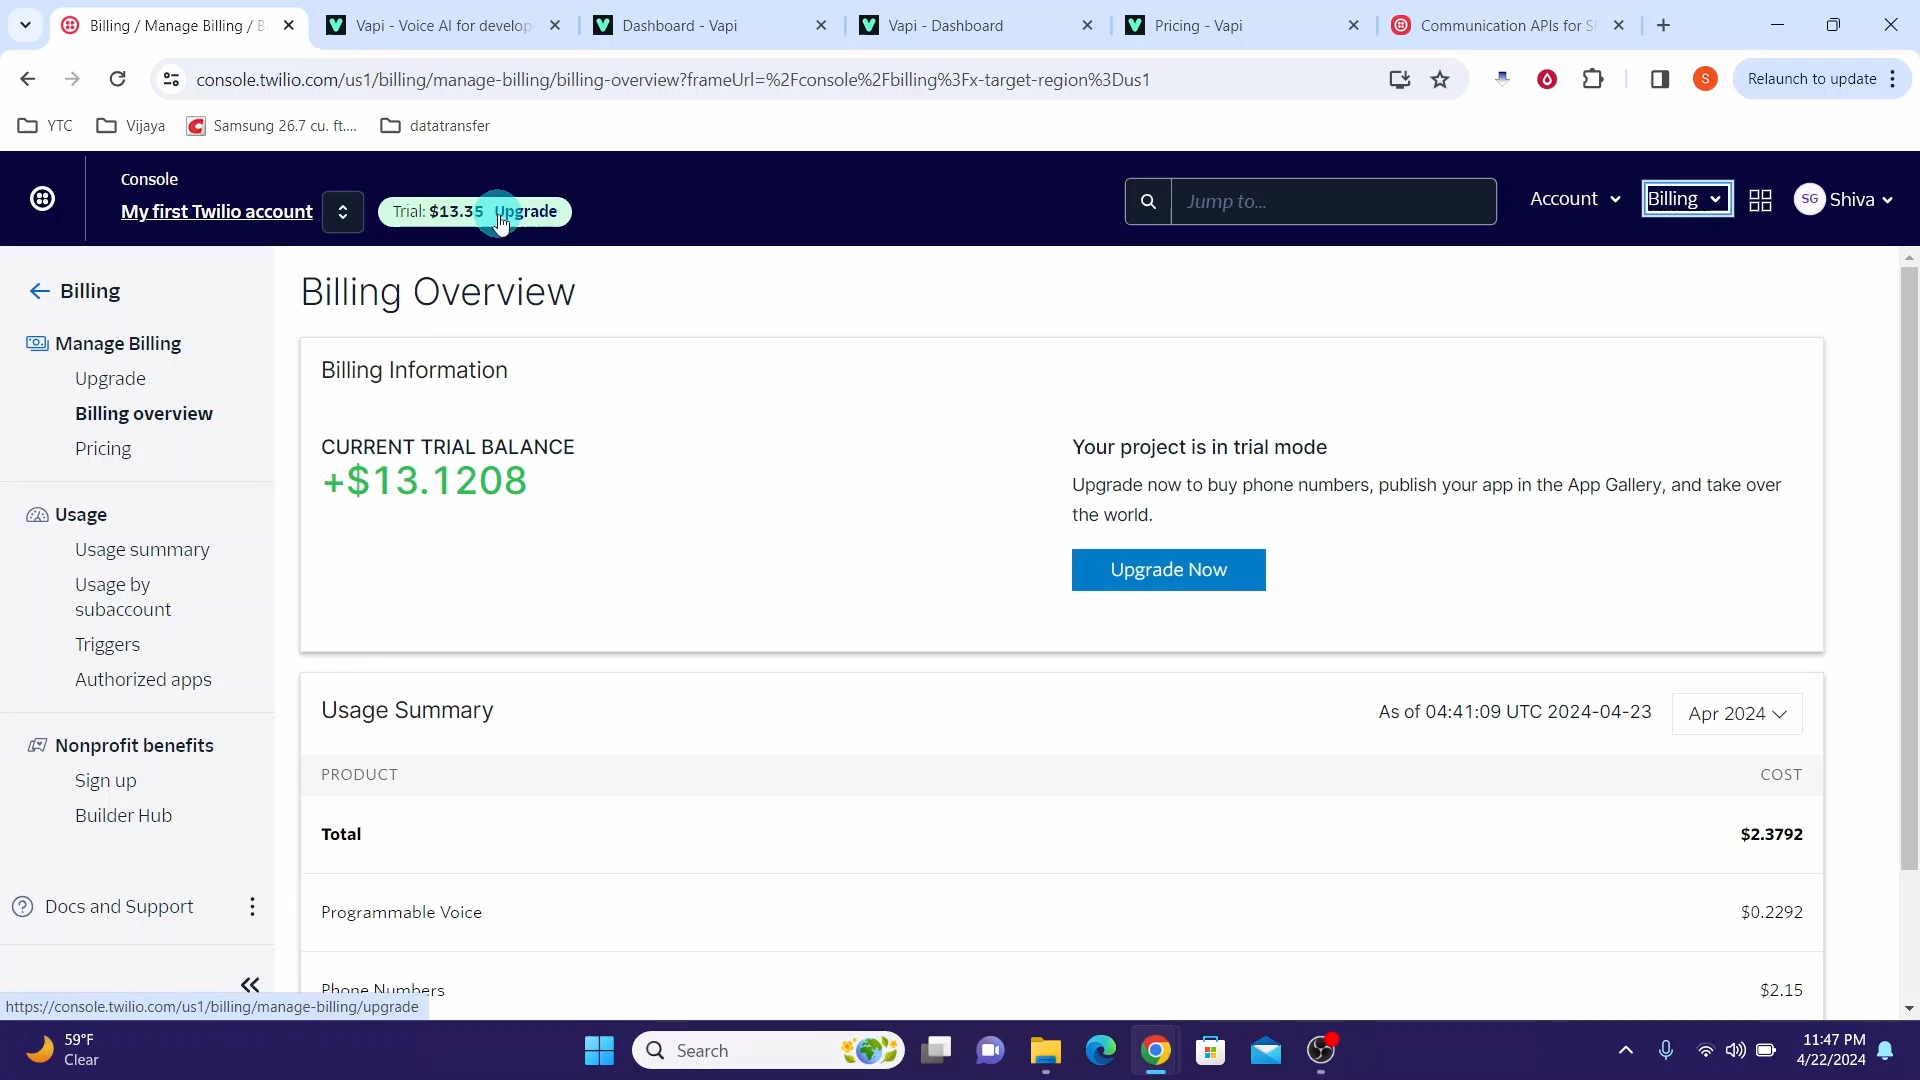 Billing / Manage Billing / B
Vapi - Voice AI for develop
Dashboard - Vapi
Vapi - Dashboard
Pricing - Vapi
Communication APIs for S
console.twilio.com/us1/billing/manage-billing/billing-overview?frameUrl=%2Fconsole%2Fbilling%3Fx-target-region%3Dus1
S
Relaunch to update
YTC
Vijaya
Samsung 26.7 cu. ft....
datatransfer
Console
My first Twilio account
Trial: $13.35 Upgrade
Jump to...
Account
Billing
SG
Shiva
Billing
Manage Billing
Upgrade
Billing overview
Pricing
Usage
Usage summary
Usage by
subaccount
Triggers
Authorized apps
Nonprofit benefits
Sign up
Builder Hub
Docs and Support
Billing Overview
Billing Information
CURRENT TRIAL BALANCE
+$13.1208
Your project is in trial mode
Upgrade now to buy phone numbers, publish your app in the App Gallery, and take over
the world.
Upgrade Now
Usage Summary
As of 04:41:09 UTC 2024-04-23
Apr 2024
PRODUCT
COST
Total
$2.3792
Programmable Voice
$0.2292
Phone Numbers
$2.15
https://console.twilio.com/us1/billing/manage-billing/upgrade
59°F
Clear
Search
11:47 PM
4/22/2024